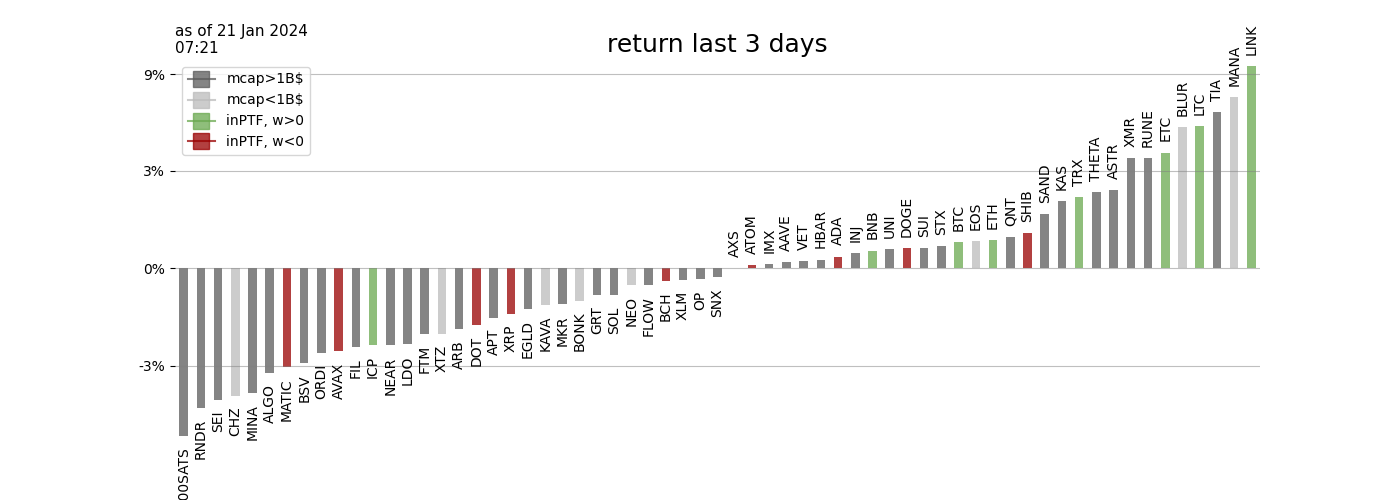 as of 21 Jan 2024
07:21
return last 3 days
mcap>1B$
mcap<1B$
inPTF, w>0
inPTF, w<0
9%
3%
0%
-3%
00SATS
RNDR
SEI
CHZ
MINA
ALGO
MATIC
BSV
ORDI
AVAX
FIL
ICP
NEAR
LDO
FTM
XTZ
ARB
DOT
APT
XRP
EGLD
KAVA
MKR
BONK
GRT
SOL
NEO
FLOW
BCH
XLM
OP
SNX
AXS
ATOM
IMX
AAVE
VET
HBAR
ADA
INJ
BNB
UNI
DOGE
SUI
STX
BTC
EOS
ETH
QNT
SHIB
SAND
KAS
TRX
THETA
ASTR
XMR
RUNE
ETC
BLUR
LTC
TIA
MANA
LINK